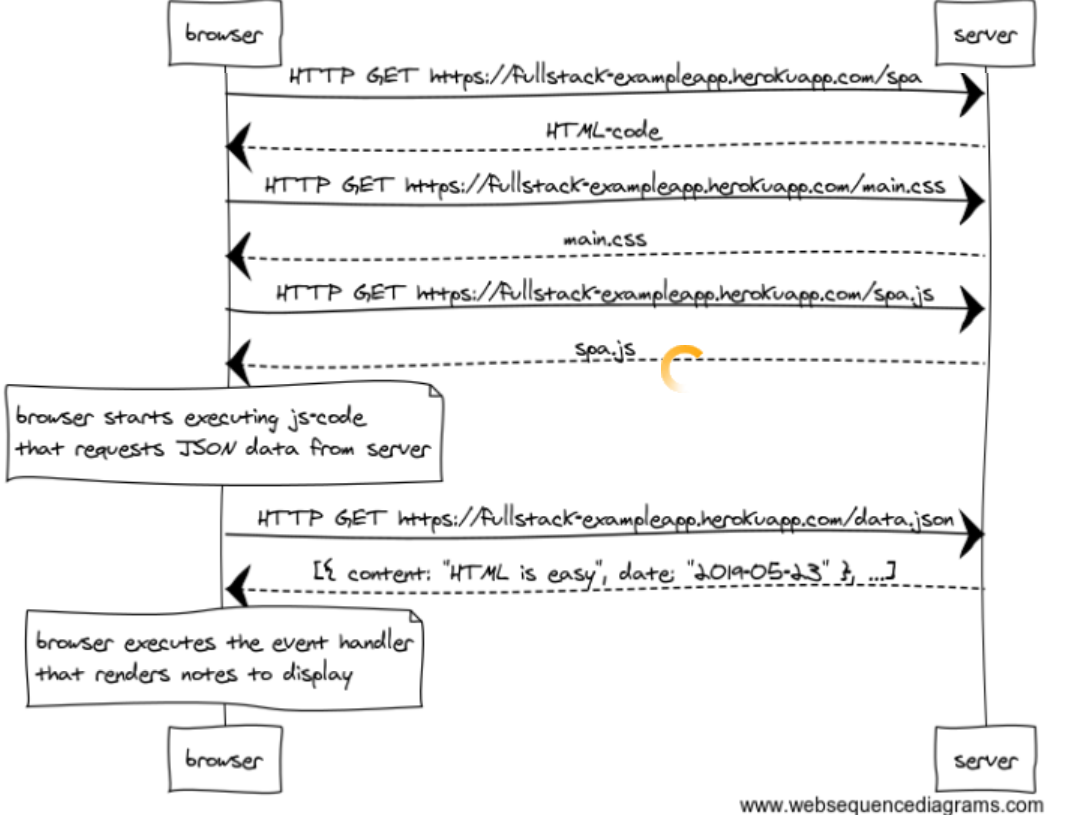 browser
server
HTTP GET https://fullstack-exampleapp.herokuapp.com/spa
HTML-code
HTTP GET https://fullstack-exampleapp.herokuapp.com/main.css
main.css
HTTP GET https://fullstack-exampleapp.herokuapp.com/spa.js
spa.js
browser starts executing js-code
that requests JSON data from server
HTTP GET https://fullstack-exampleapp.herokuapp.com/data.json
[{ content: "HTML is easy", date: "2019-05-23" }, ...]
browser executes the event handler
that renders notes to display
browser
server
www.websequencediagrams.com